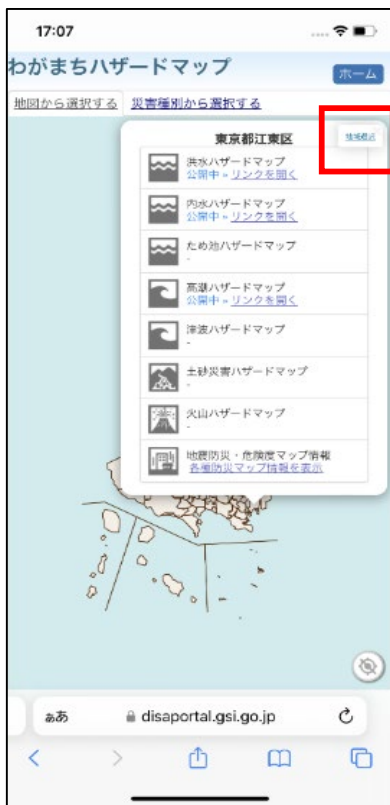 17:07
わがまちハザードマップ
ホーム
地図から選択する 災害種別から選択する
東京都江東区
洪水ハザードマップ
公開中 » リンクを開く
内水ハザードマップ
公開中 » リンクを開く
ため池ハザードマップ
-
高潮ハザードマップ
公開中 » リンクを開く
津波ハザードマップ
-
土砂災害ハザードマップ
-
火山ハザードマップ
-
地震防災・危険度マップ情報
各種防災マップ情報を表示
ぁあ
disaportal.gsi.go.jp